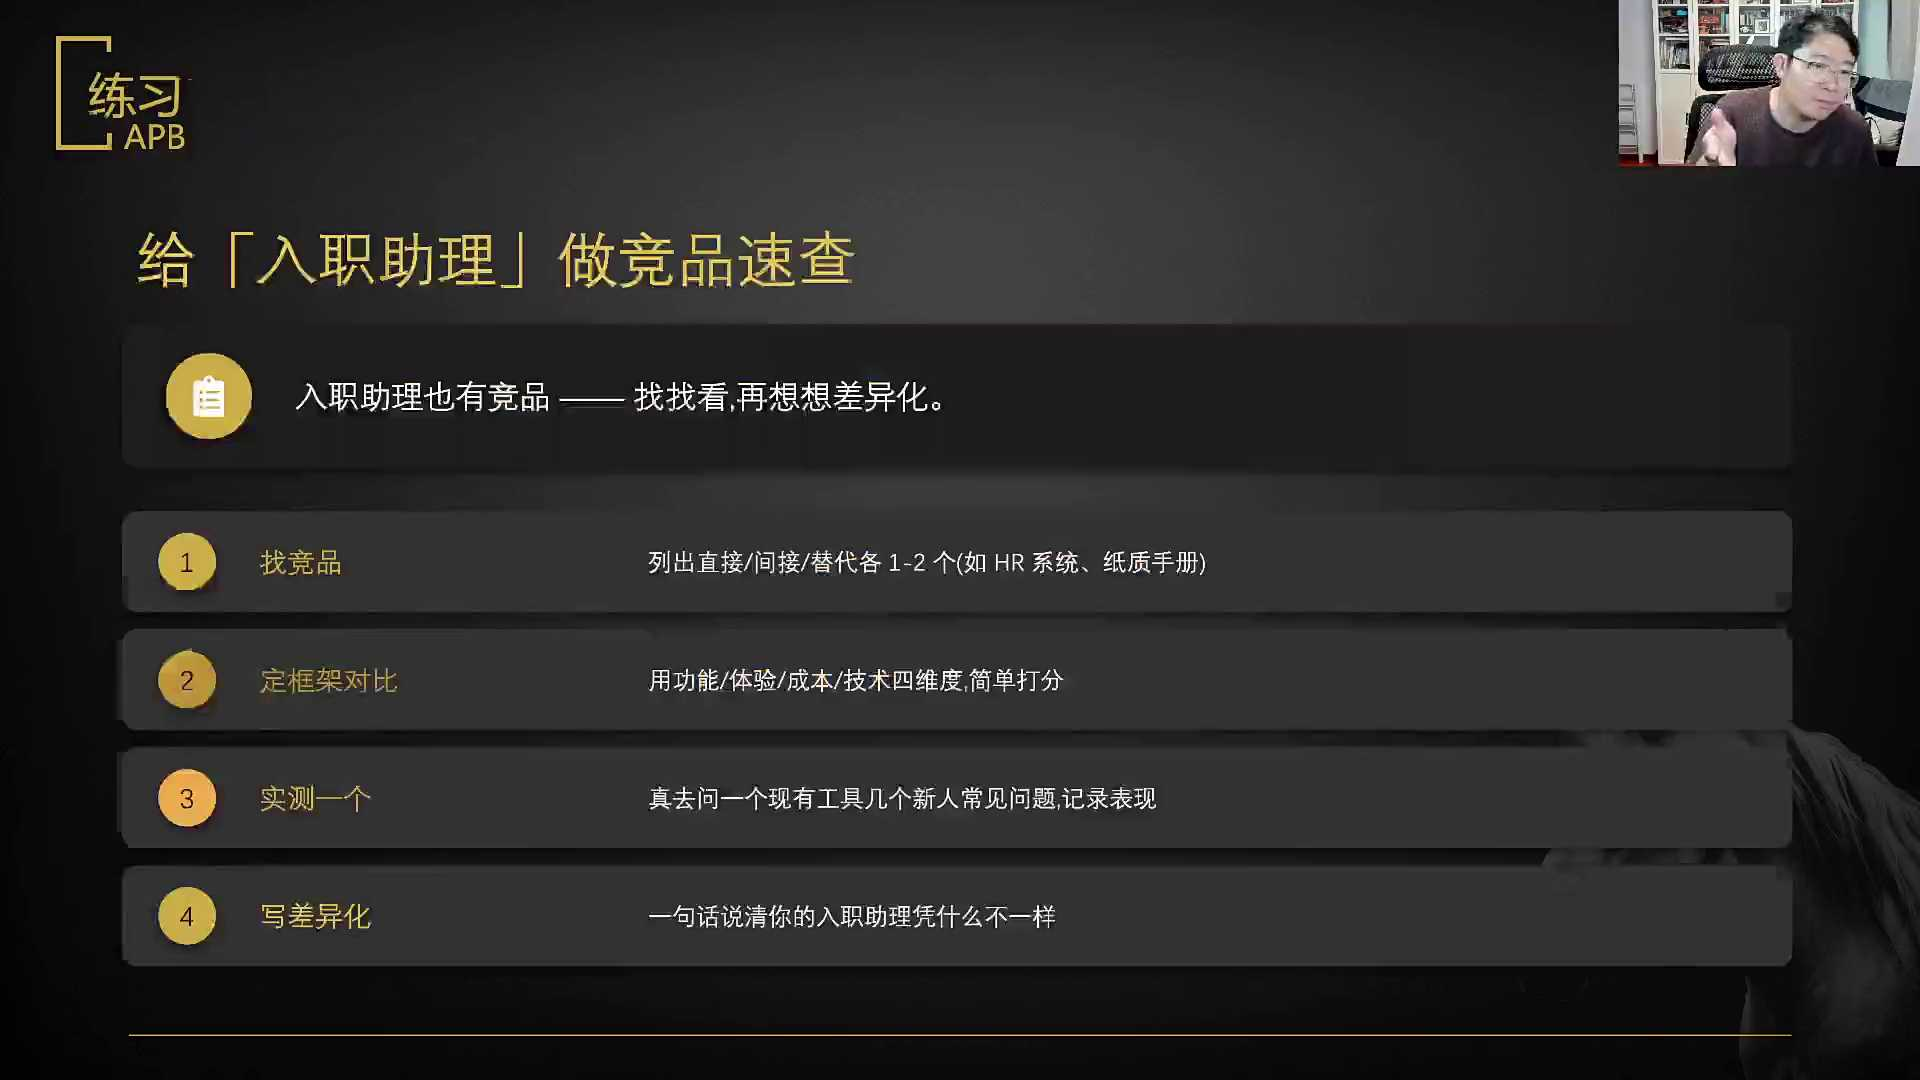 练习
APB
给「入职助理」做竞品速查
入职助理也有竞品 —— 找找看,再想想差异化。
1 找竞品 列出直接/间接/替代各 1-2 个(如 HR 系统、纸质手册)
2 定框架对比 用功能/体验/成本/技术四维度,简单打分
3 实测一个 真去问一个现有工具几个新人常见问题,记录表现
4 写差异化 一句话说清你的入职助理凭什么不一样